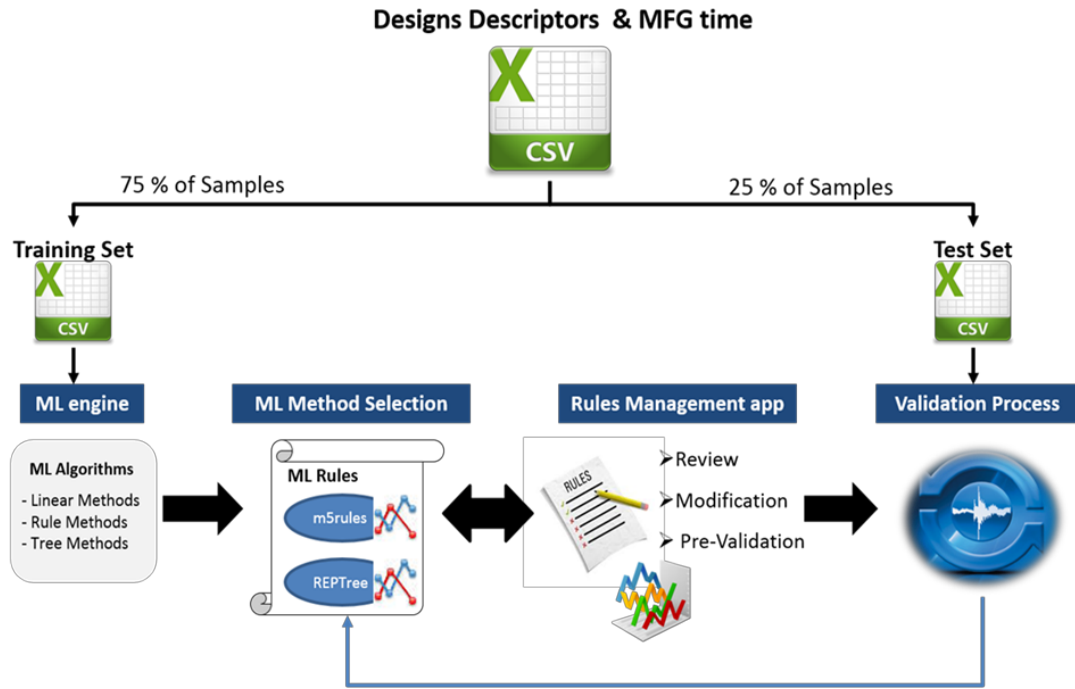 Designs Descriptors & MFG time
X
CSV
75 % of Samples
25 % of Samples
Training Set
Test Set
X
CSV
X
CSV
ML engine
ML Method Selection
Rules Management app
Validation Process
ML Algorithms
- Linear Methods
- Rule Methods
- Tree Methods
ML Rules
m5rules
REPTree
RULES
Review
Modification
Pre-Validation